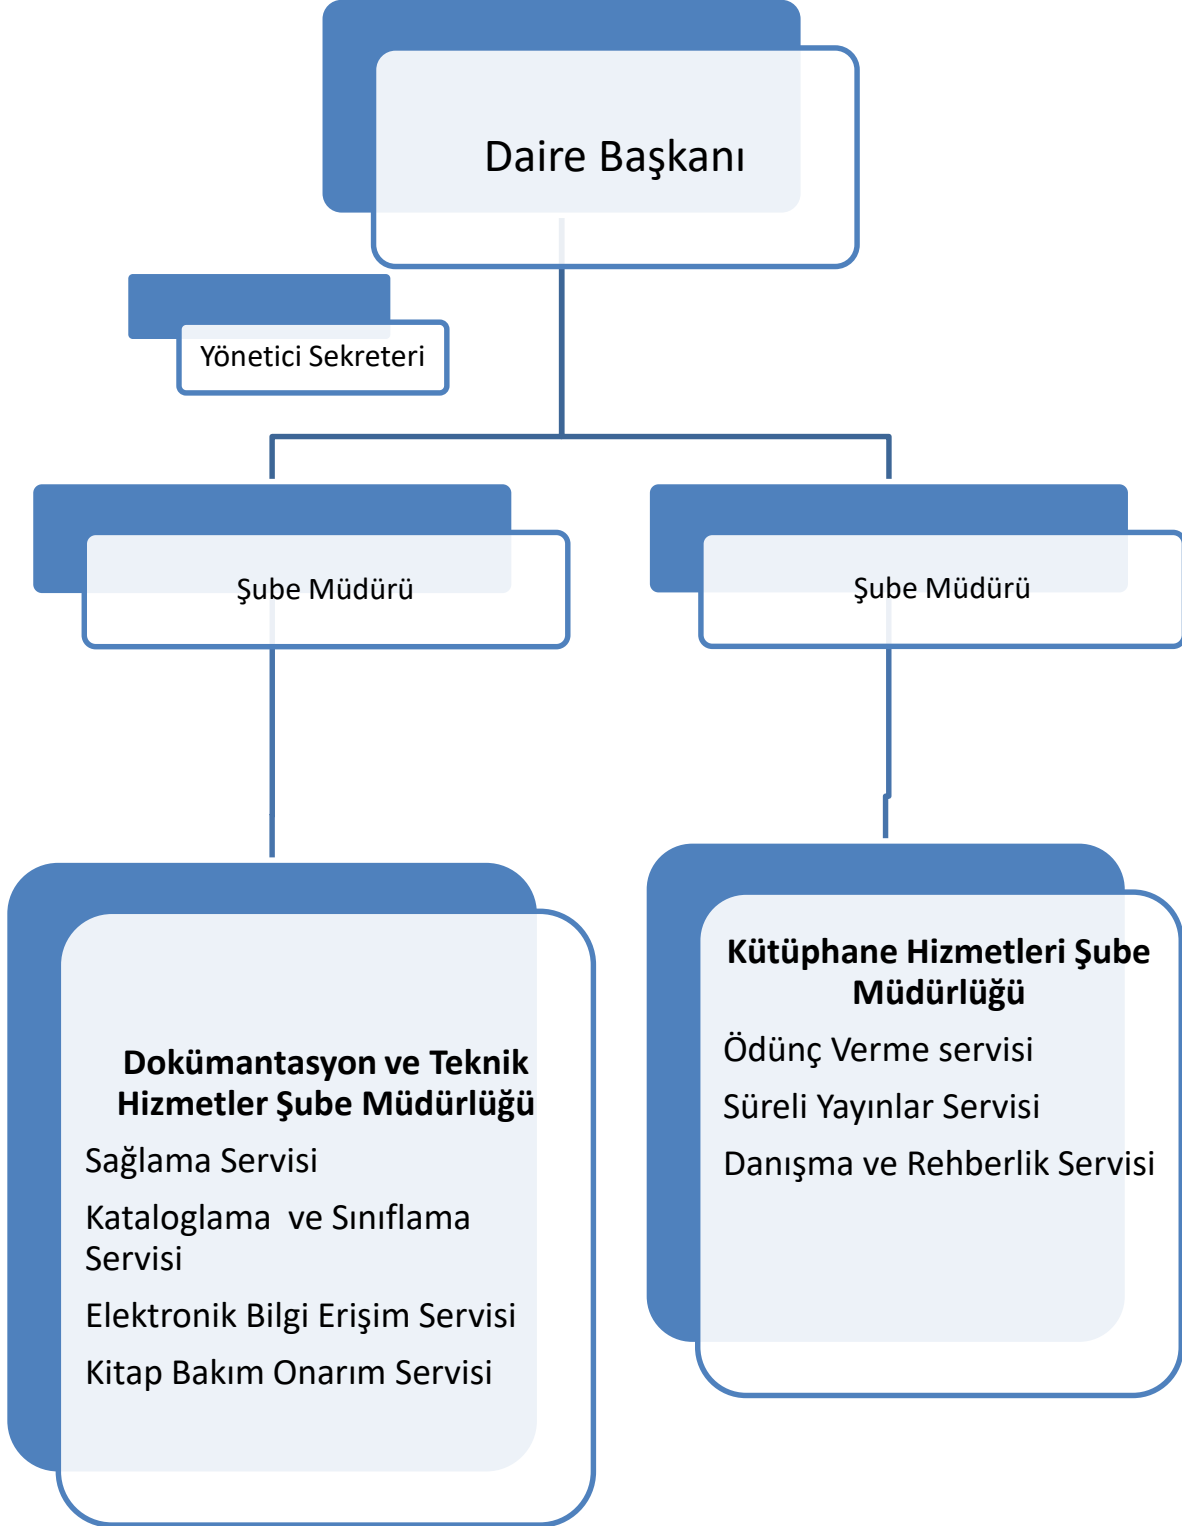 Daire Başkanı
Yönetici Sekreteri
Şube Müdürü
Şube Müdürü
Dokümantasyon ve Teknik
Hizmetler Şube Müdürlüğü
Sağlama Servisi
Kataloglama  ve Sınıflama
Servisi
Elektronik Bilgi Erişim Servisi
Kitap Bakım Onarım Servisi
Kütüphane Hizmetleri Şube
Müdürlüğü
Ödünç Verme servisi
Süreli Yayınlar Servisi
Danışma ve Rehberlik Servisi